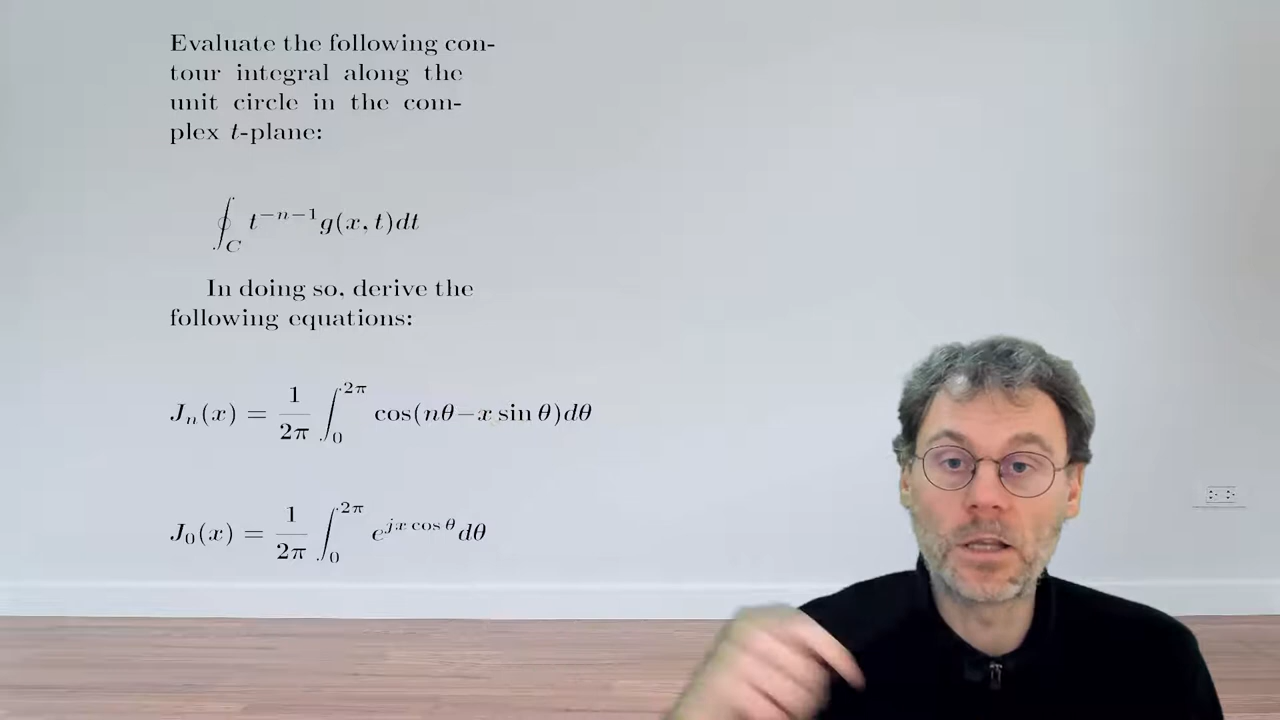 Evaluate the following con-
tour integral along the
unit circle in the com-
plex t-plane:
∮_C t^{−n−1} g(x, t)dt
In doing so, derive the
following equations:
J_n(x) = \frac{1}{2π} ∫_0^{2π} cos(nθ−x sin θ)dθ
J_0(x) = \frac{1}{2π} ∫_0^{2π} e^{jx cos θ} dθ